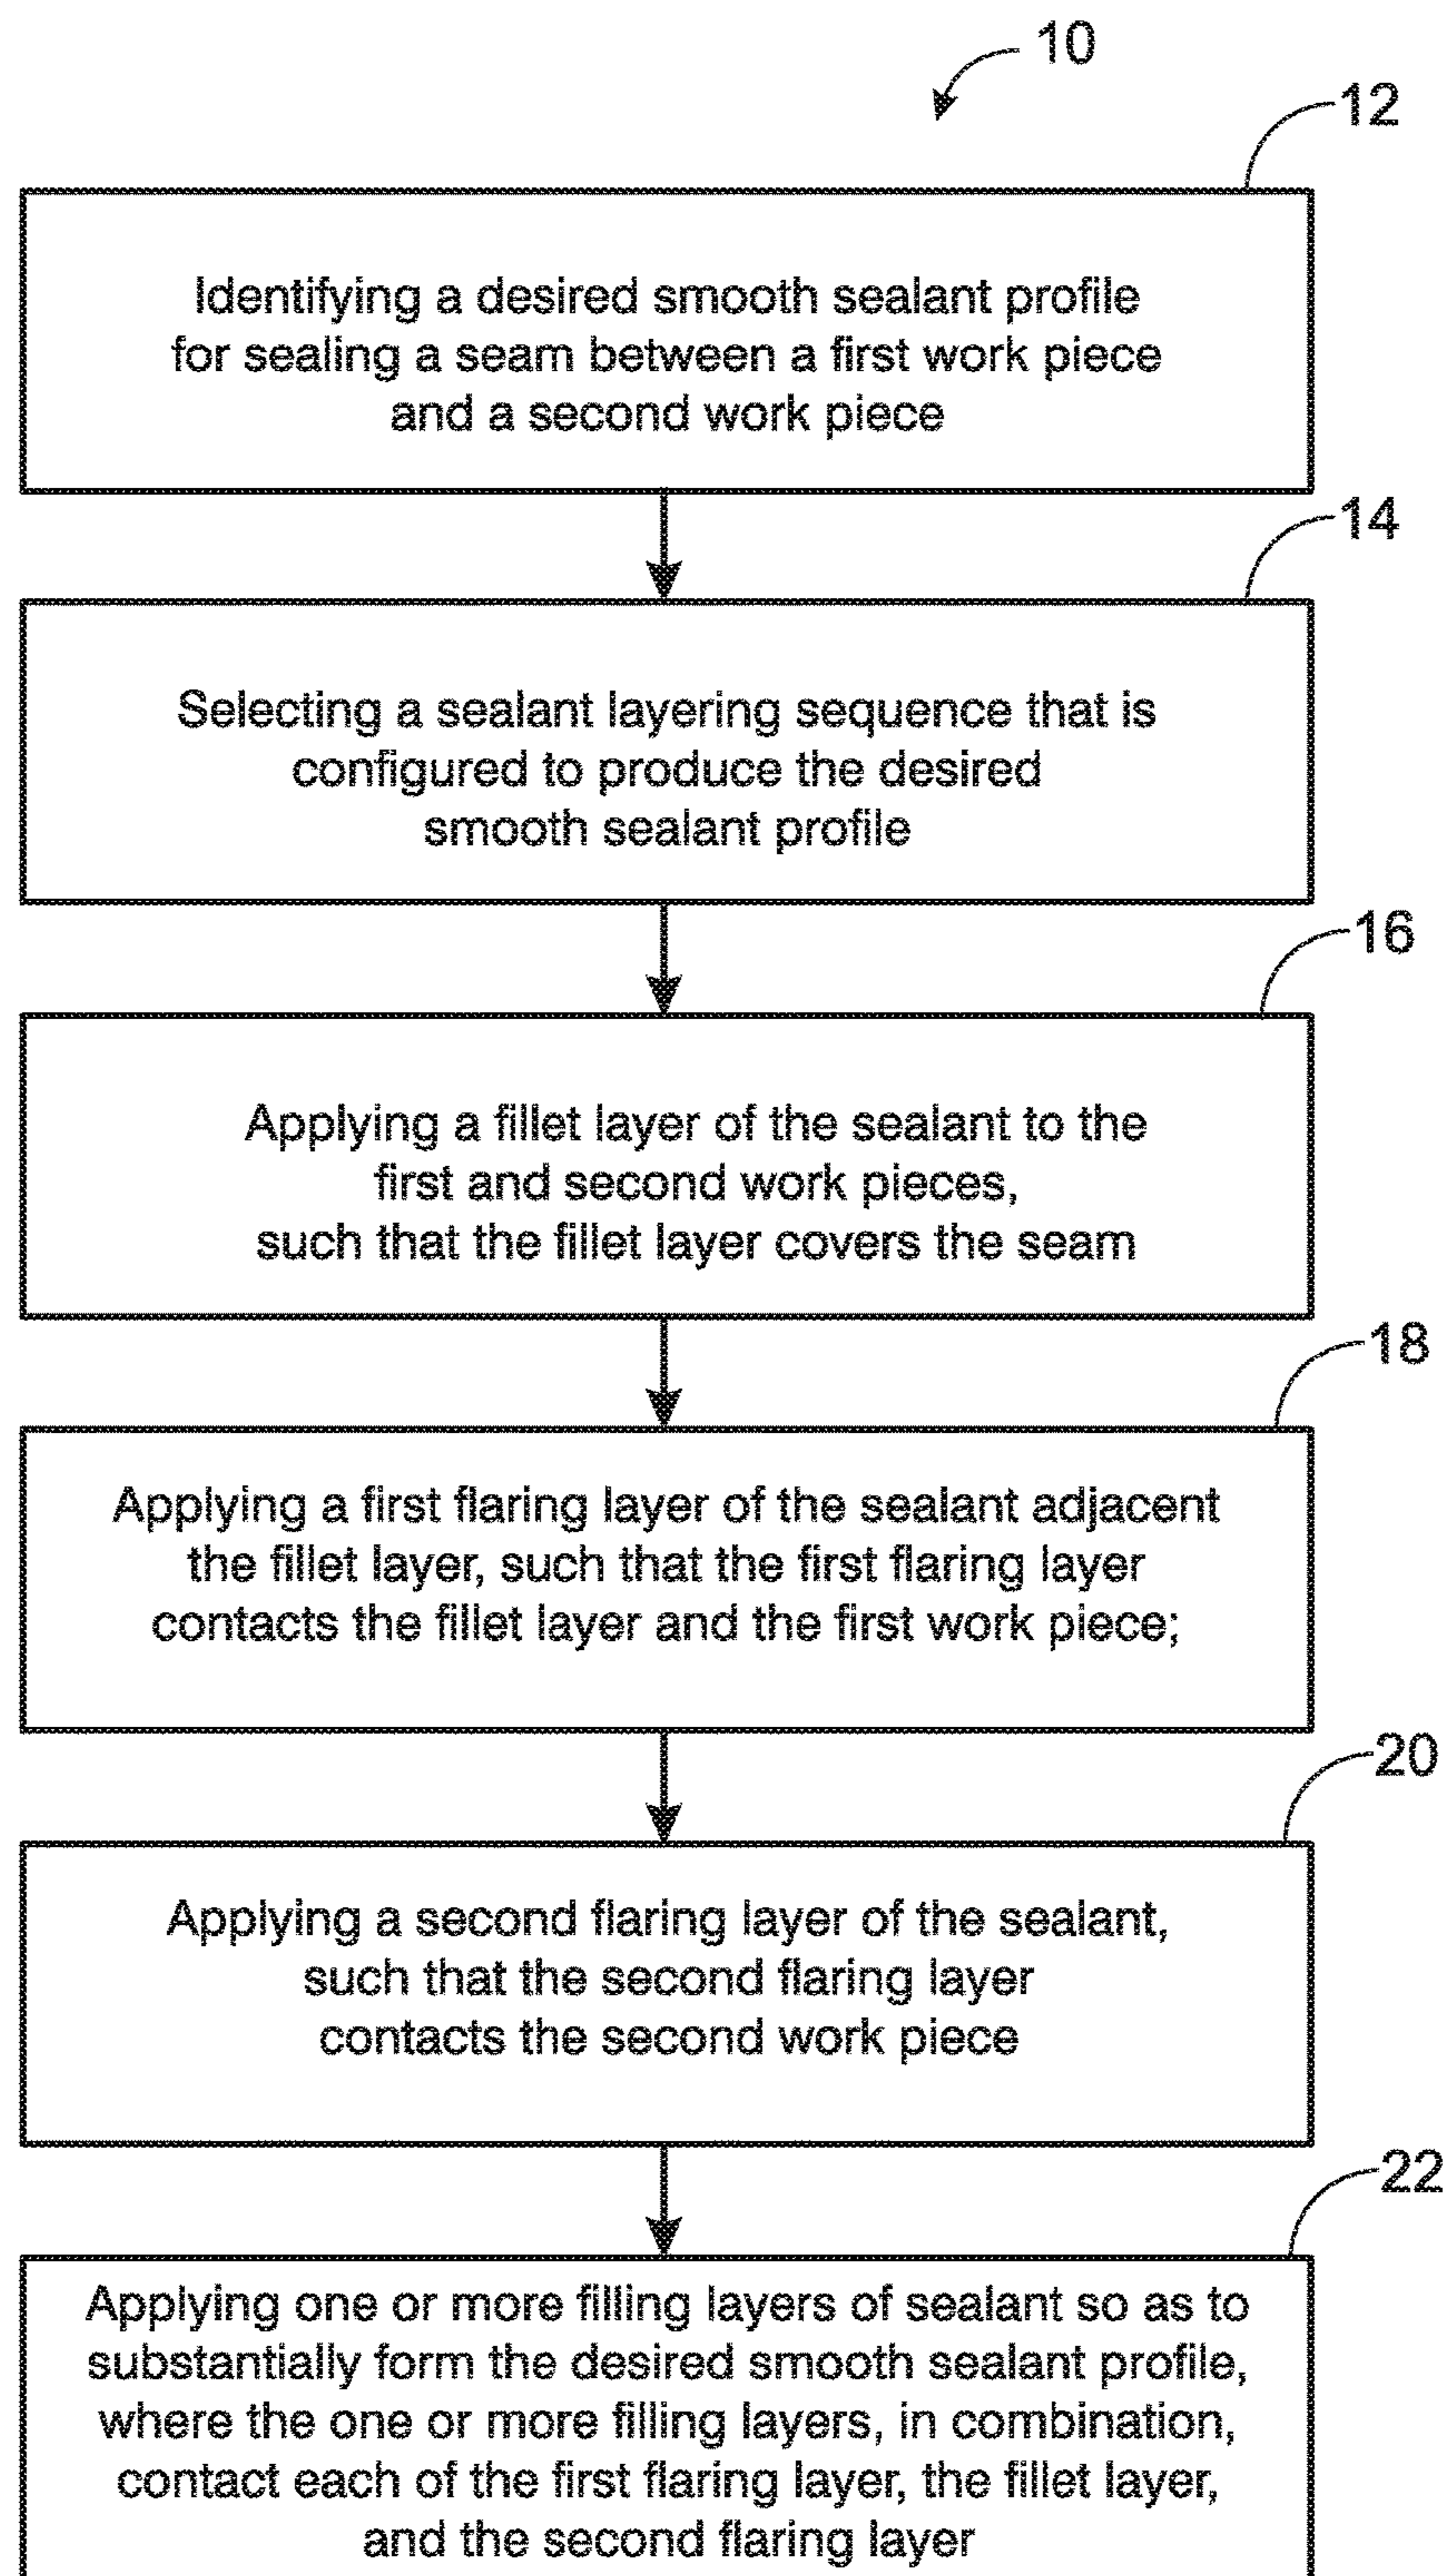 10
12
Identifying a desired smooth sealant profile
for sealing a seam between a first work piece
and a second work piece
14
Selecting a sealant layering sequence that is
configured to produce the desired
smooth sealant profile
16
Applying a fillet layer of the sealant to the
first and second work pieces,
such that the fillet layer covers the seam
18
Applying a first flaring layer of the sealant adjacent
the fillet layer, such that the first flaring layer
contacts the fillet layer and the first work piece;
20
Applying a second flaring layer of the sealant,
such that the second flaring layer
contacts the second work piece
22
Applying one or more filling layers of sealant so as to
substantially form the desired smooth sealant profile,
where the one or more filling layers, in combination,
contact each of the first flaring layer, the fillet layer,
and the second flaring layer